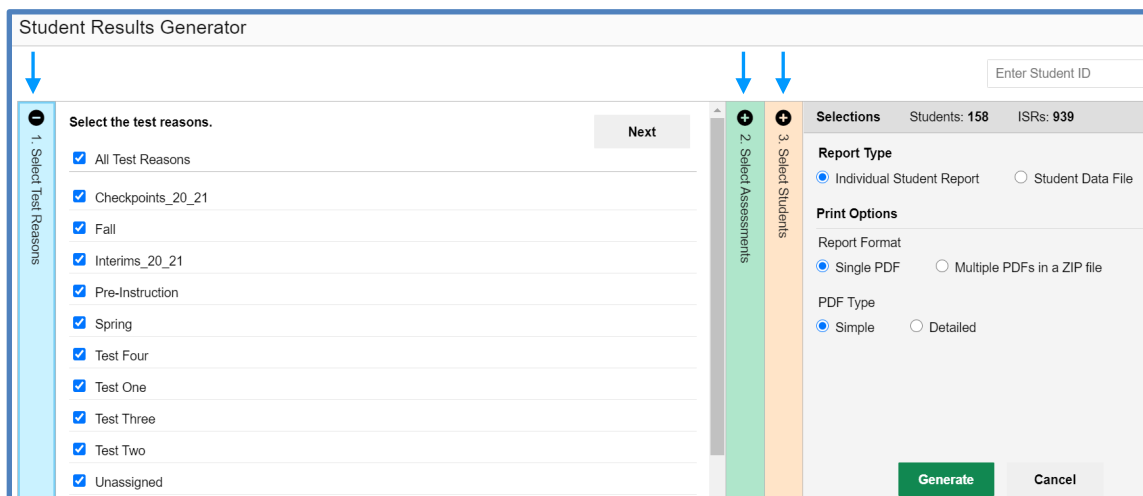 Student Results Generator
Enter Student ID
1. Select Test Reasons
Select the test reasons.
Next
All Test Reasons
Checkpoints_20_21
Fall
Interims_20_21
Pre-Instruction
Spring
Test Four
Test One
Test Three
Test Two
Unassigned
2. Select Assessments
3. Select Students
Selections Students: 158 ISRs: 939
Report Type
Individual Student Report Student Data File
Print Options
Report Format
Single PDF Multiple PDFs in a ZIP file
PDF Type
Simple Detailed
Generate Cancel